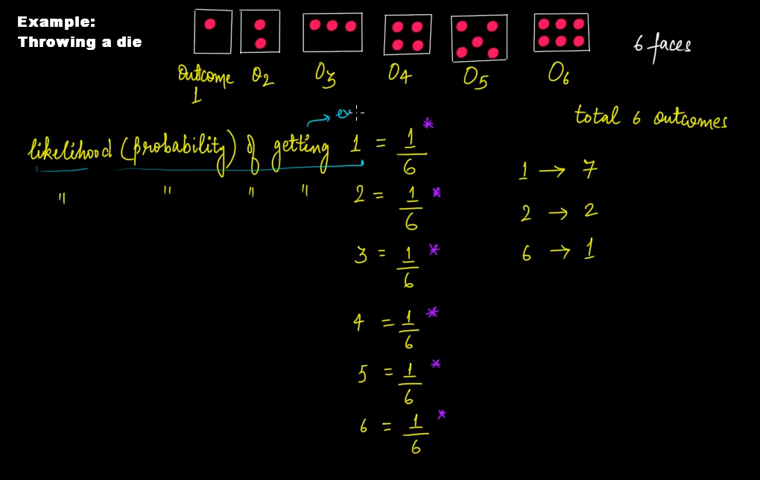 Example:
Throwing a die
6 faces
Outcome 1
O2
O3
O4
O5
O6
total 6 outcomes
ex
likelihood (probability) of getting 1 = 1/6 *
" " " " 2 = 1/6 *
3 = 1/6 *
4 = 1/6 *
5 = 1/6 *
6 = 1/6 *
1 → 7
2 → 2
6 → 1